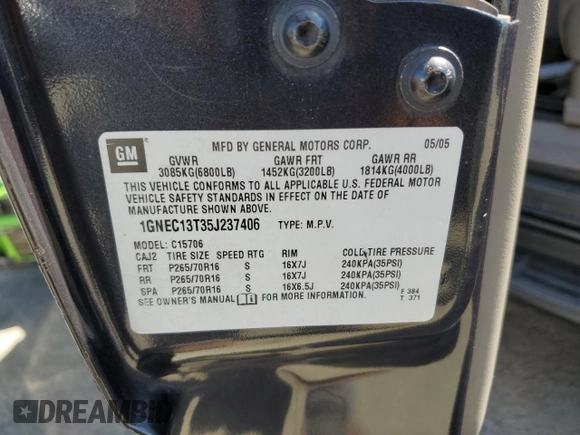 GM
MFD BY GENERAL MOTORS CORP. 05/05
GVWR GAWR FRT GAWR RR
3085KG(6800LB) 1452KG(3200LB) 1814KG(4000LB)
THIS VEHICLE CONFORMS TO ALL APPLICABLE U.S. FEDERAL MOTOR
VEHICLE SAFETY STANDARDS IN EFFECT ON THE DATE OF
MANUFACTURE SHOWN ABOVE.
1GNEC13T35J237406 TYPE: M.P.V.
MODEL: C15706
CAJ2 TIRE SIZE SPEED RTG RIM COLD TIRE PRESSURE
FRT P265/70R16 S 16X7J 240KPA(35PSI)
RR P265/70R16 S 16X7J 240KPA(35PSI)
SPA P265/70R16 S 16X6.5J 240KPA(35PSI)
SEE OWNER'S MANUAL FOR MORE INFORMATION.
F 384
T 371
DREAMBID